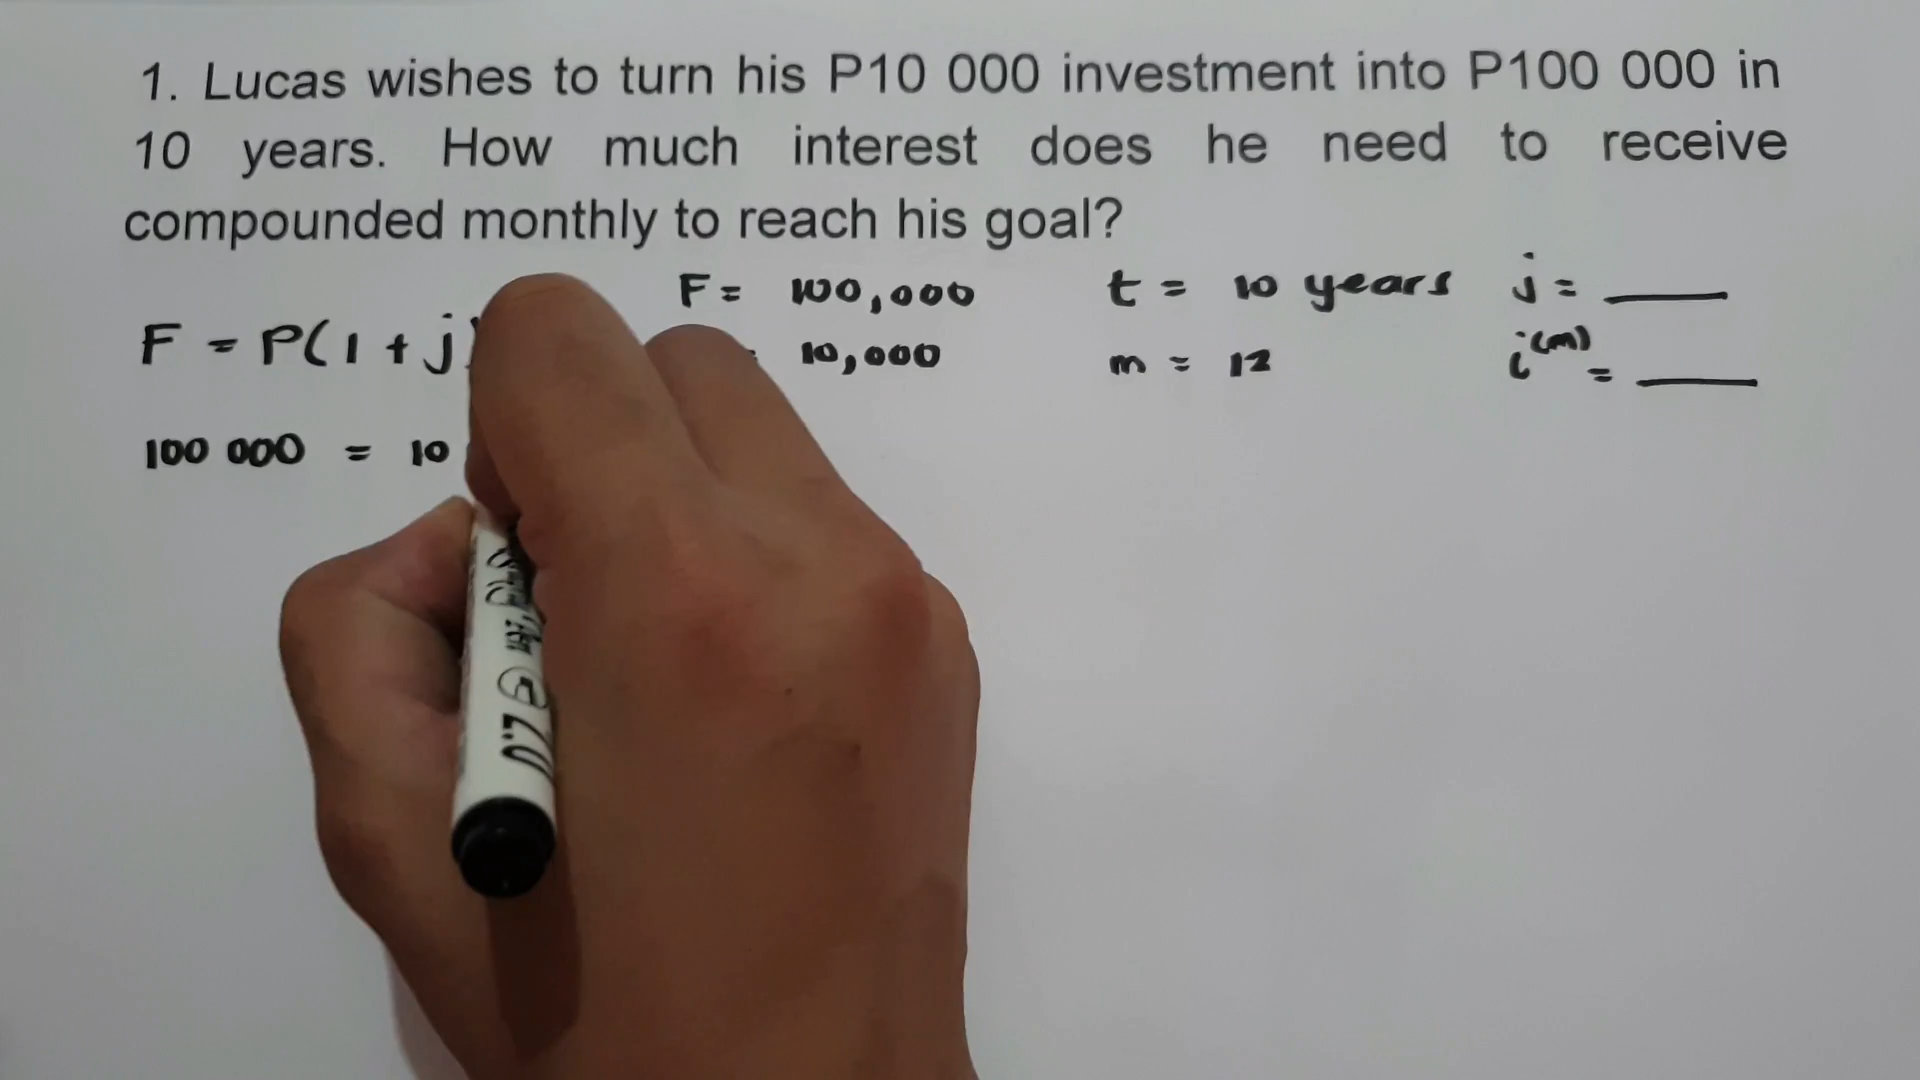 1. Lucas wishes to turn his P10 000 investment into P100 000 in
10 years. How much interest does he need to receive
compounded monthly to reach his goal?
F = P(1 + j
100 000 = 10
F = 100,000
10,000
t = 10 years
m = 12
j = ____
i(m) = ____